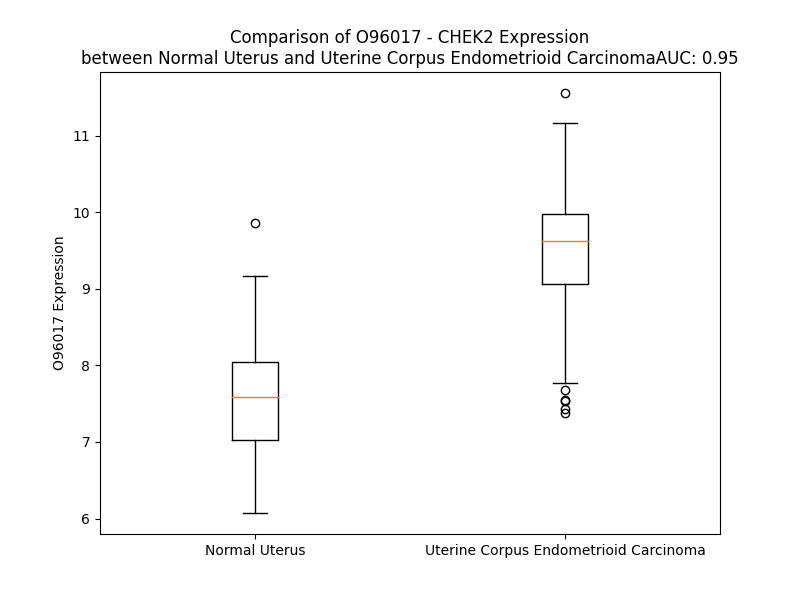 Comparison of O96017 - CHEK2 Expression
between Normal Uterus and Uterine Corpus Endometrioid CarcinomaAUC: 0.95
11
10
9
8
7
6
O96017 Expression
Normal Uterus
Uterine Corpus Endometrioid Carcinoma